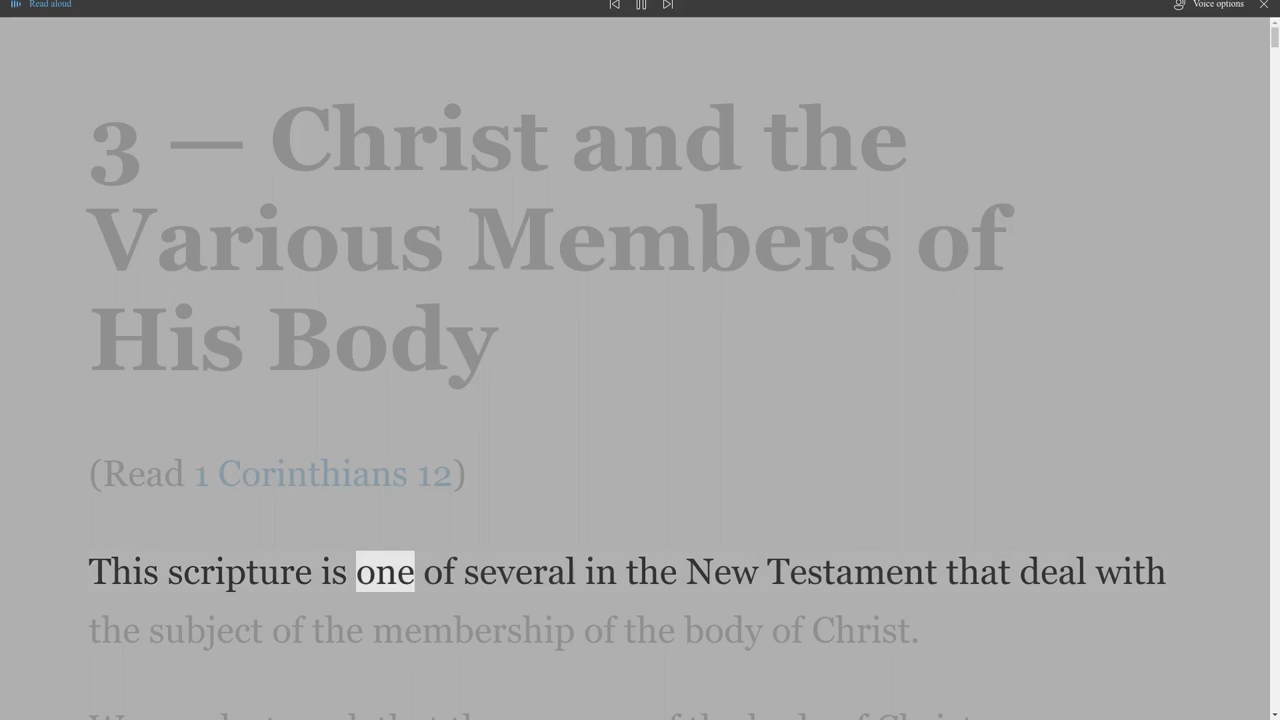 Read aloud
Voice options
3 — Christ and the
Various Members of
His Body
(Read 1 Corinthians 12)
This scripture is one of several in the New Testament that deal with
the subject of the membership of the body of Christ.